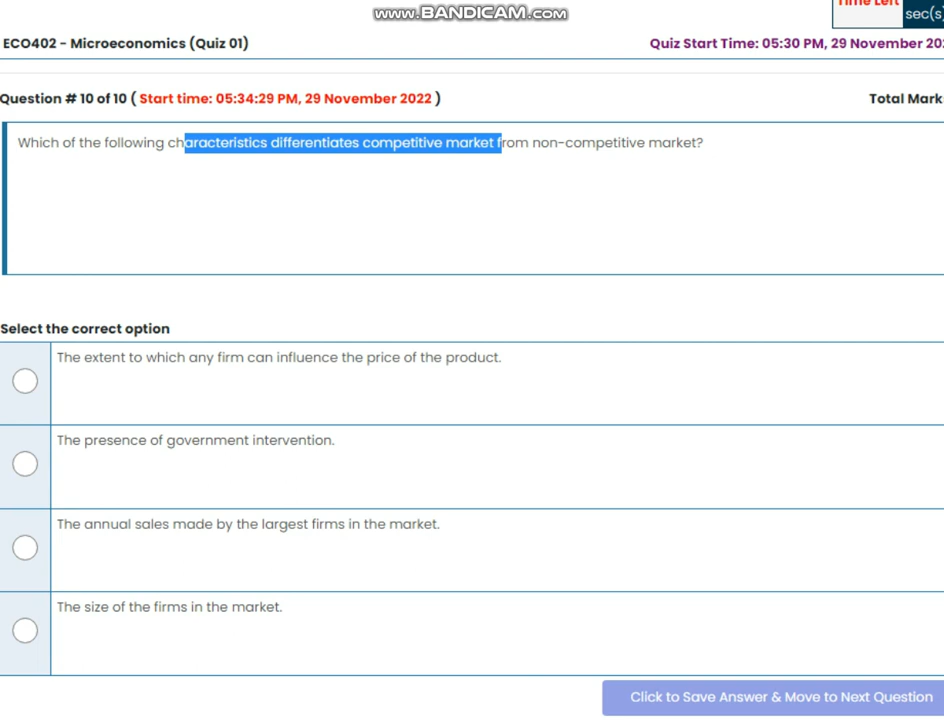 www.BANDICAM.com
Time Left
sec(s)
ECO402 - Microeconomics (Quiz 01)
Quiz Start Time: 05:30 PM, 29 November
Question # 10 of 10 ( Start time: 05:34:29 PM, 29 November 2022 )
Total Mark
Which of the following characteristics differentiates competitive market from non-competitive market?
Select the correct option
The extent to which any firm can influence the price of the product.
The presence of government intervention.
The annual sales made by the largest firms in the market.
The size of the firms in the market.
Click to Save Answer & Move to Next Question